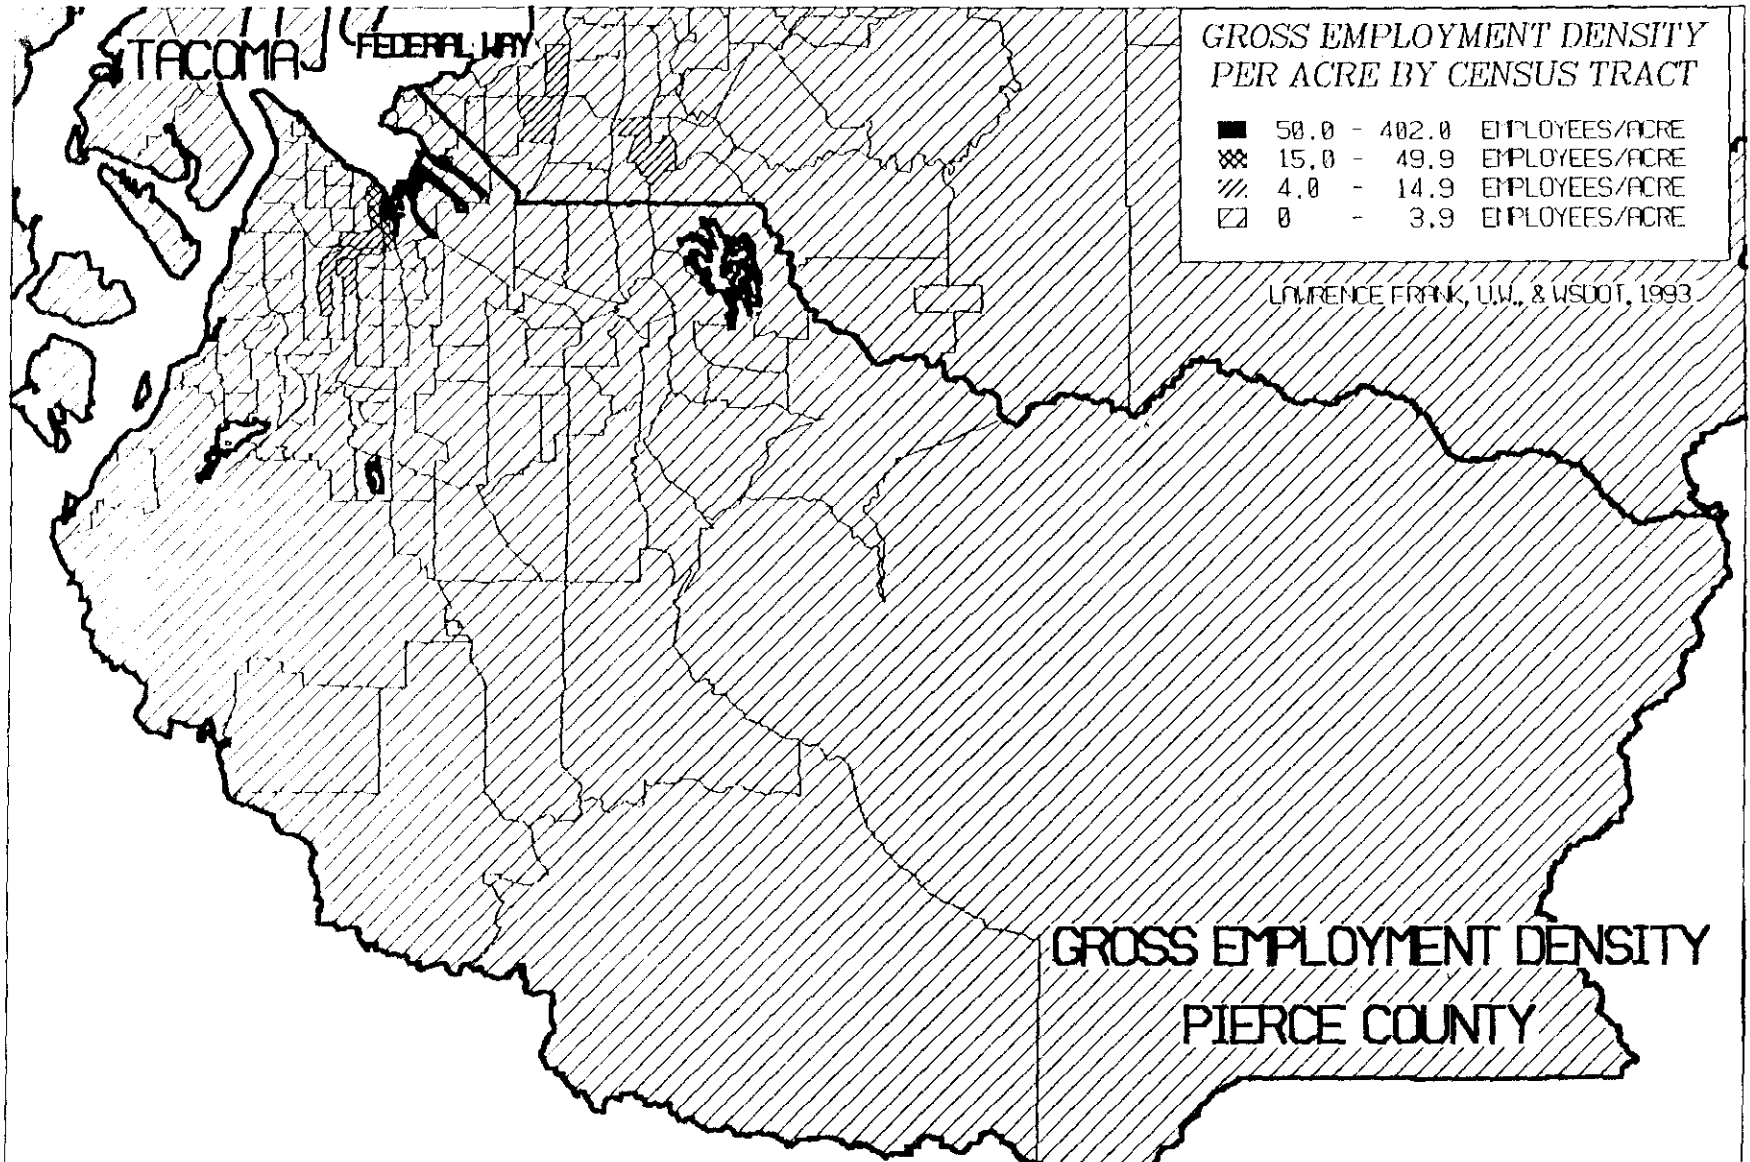 TACOMA
FEDERAL WAY
GROSS EMPLOYMENT DENSITY
PER ACRE BY CENSUS TRACT
50.0 - 402.0 EMPLOYEES/ACRE
15.0 - 49.9 EMPLOYEES/ACRE
4.0 - 14.9 EMPLOYEES/ACRE
0 - 3.9 EMPLOYEES/ACRE
LAWRENCE FRANK, U.W., & WSDOT, 1993
GROSS EMPLOYMENT DENSITY
PIERCE COUNTY